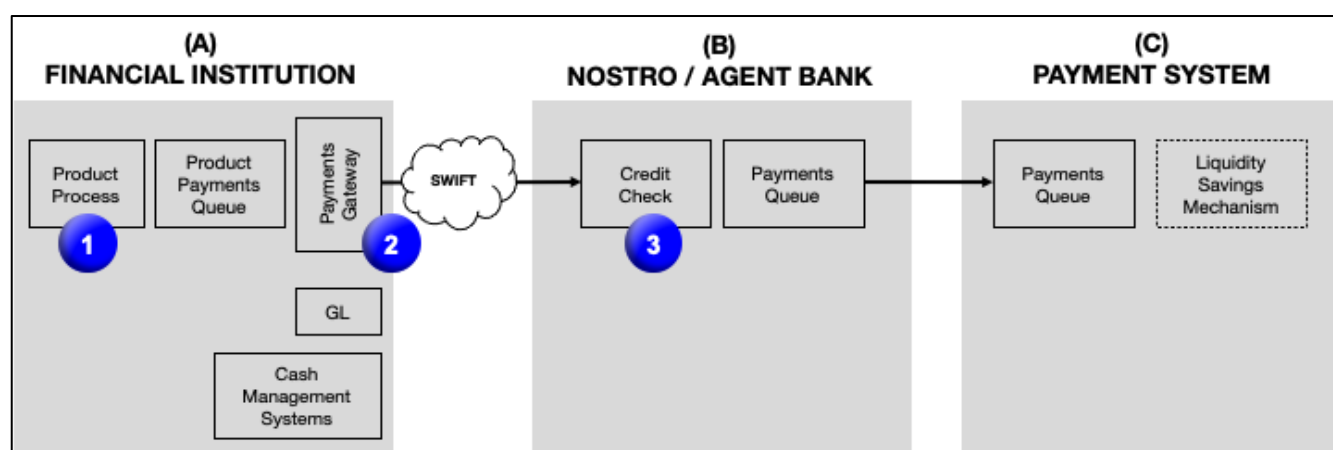 (A)
FINANCIAL INSTITUTION
(B)
NOSTRO / AGENT BANK
(C)
PAYMENT SYSTEM
Product
Process
1
Product
Payments
Queue
Payments
Gateway
2
SWIFT
Credit
Check
3
Payments
Queue
Payments
Queue
Liquidity
Savings
Mechanism
GL
Cash
Management
Systems